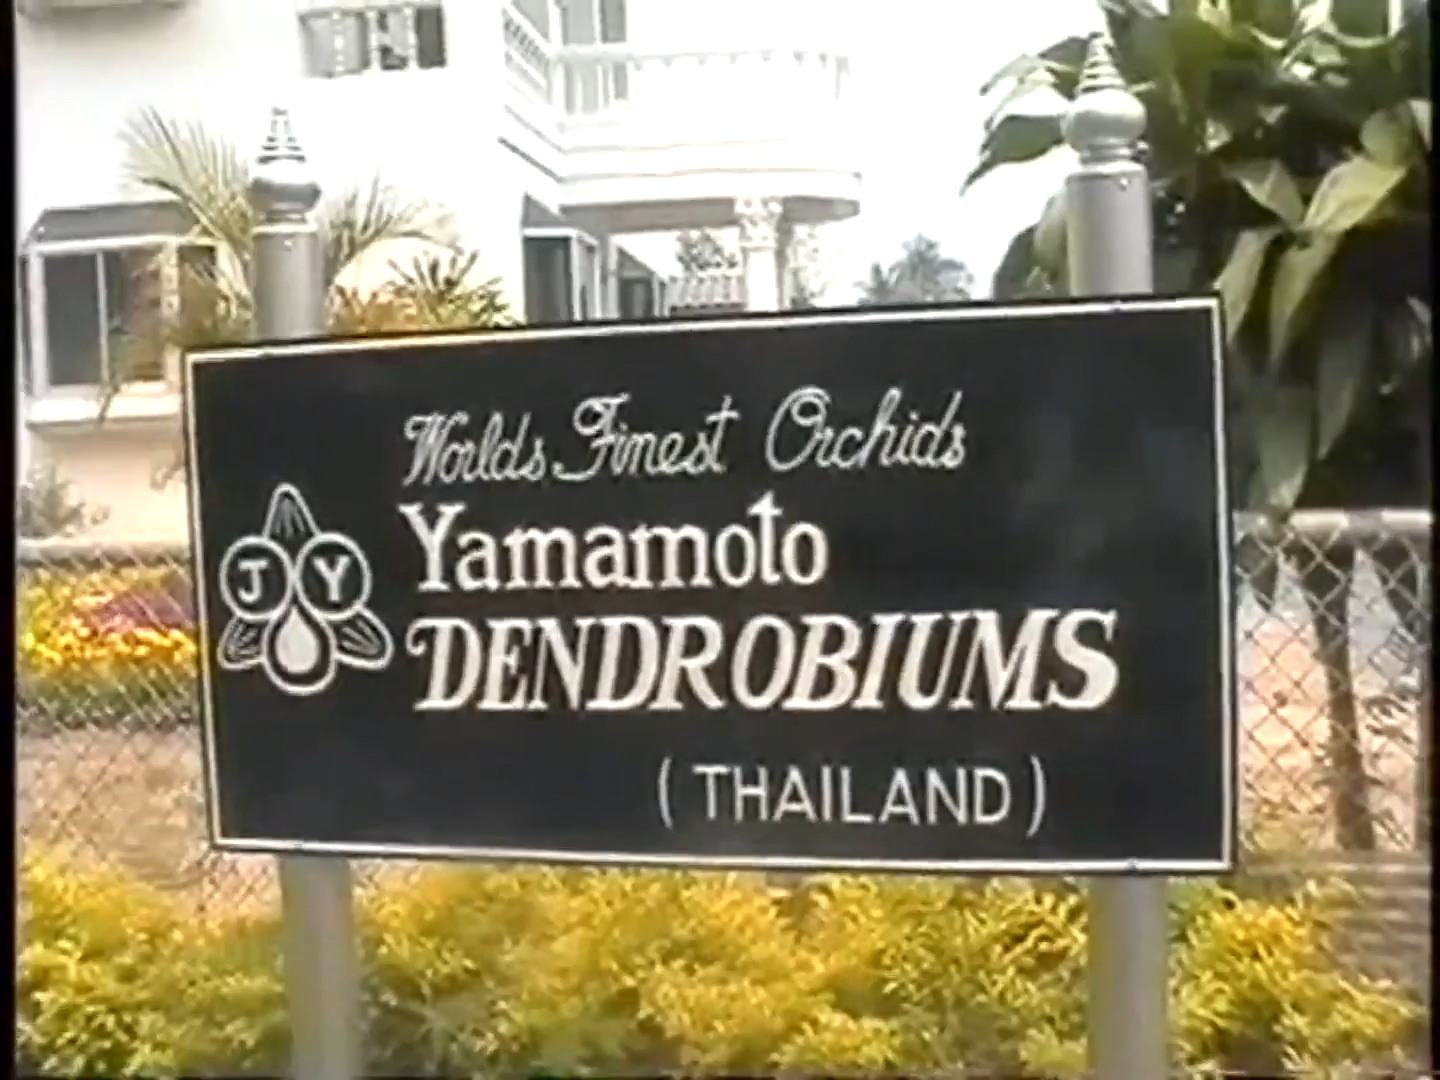 Worlds Finest Orchids
J Y
Yamamoto
DENDROBIUMS
(THAILAND)